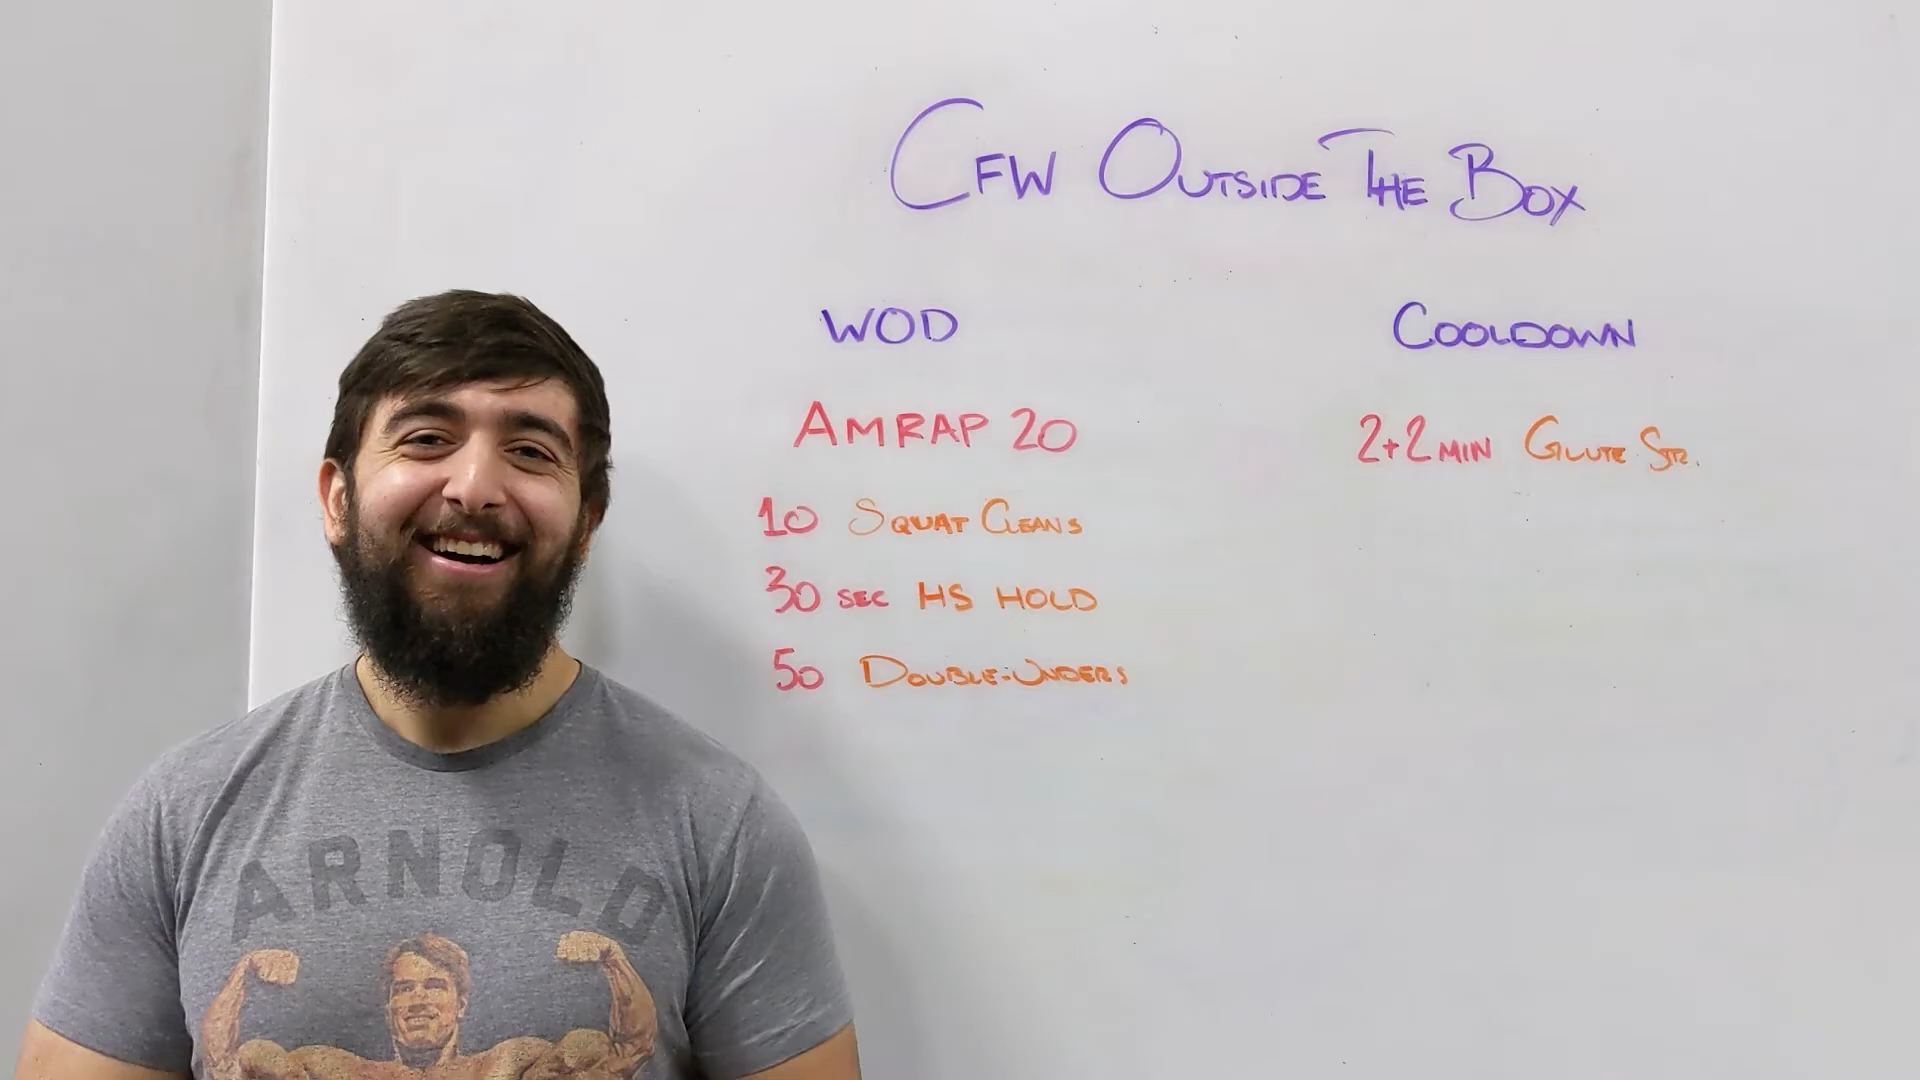 CFW OUTSIDE THE BOX
WOD
AMRAP 20
10 SQUAT CLEANS
30 SEC HS HOLD
50 DOUBLE-UNDERS
COOLDOWN
2+2 MIN GLUTE STR.
ARNOLD